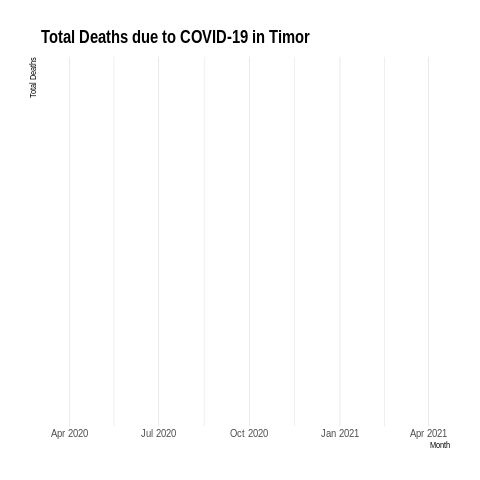 Total Deaths due to COVID-19 in Timor
Total Deaths
Apr 2020 Jul 2020 Oct 2020 Jan 2021 Apr 2021
Month